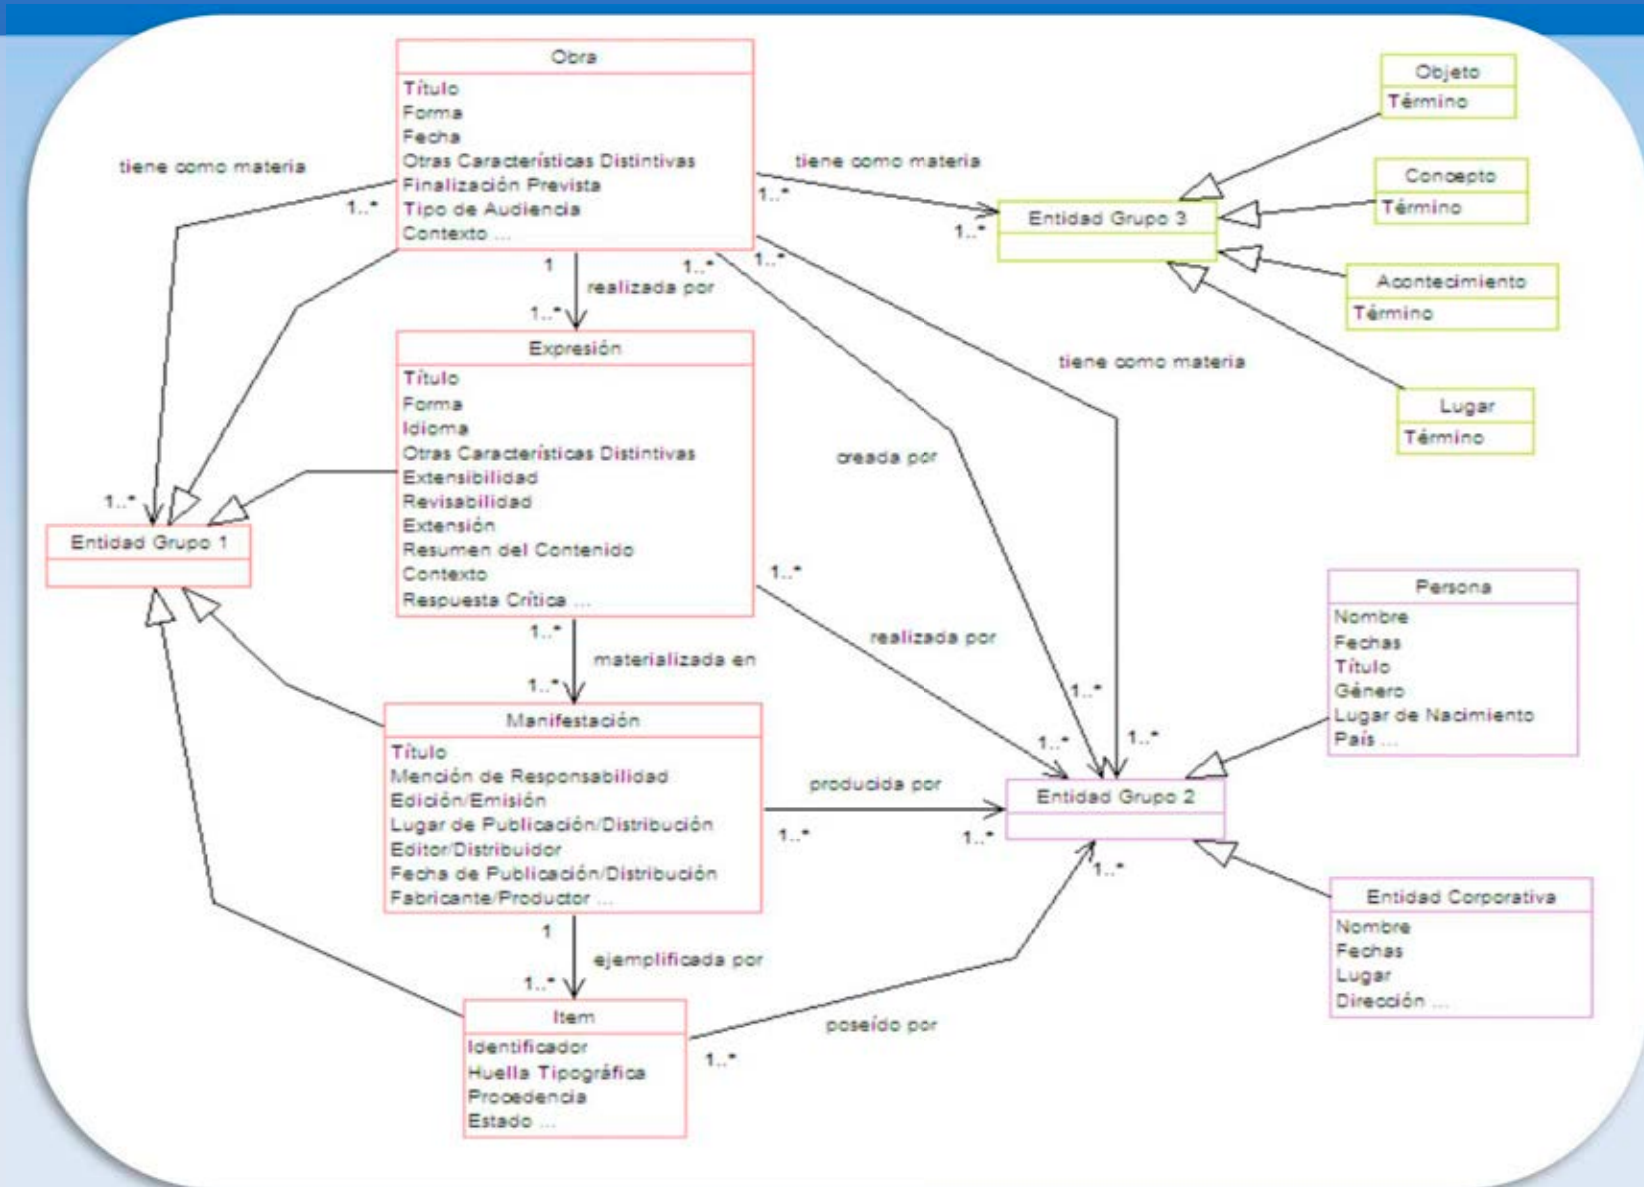 Obra
Título
Forma
Fecha
Otras Características Distintivas
Finalización Prevista
Tipo de Audiencia
Contexto ...
tiene como materia
1..*
1..*
tiene como materia
1..*
1..*
Objeto
Término
Concepto
Término
Entidad Grupo 3
Acontecimiento
Término
Lugar
Término
1
realizada por
1..*
1..*
1..*
tiene como materia
creada por
1..*
1..*
Expresión
Título
Forma
Idioma
Otras Características Distintivas
Extensibilidad
Revisabilidad
Extensión
Resumen del Contenido
Contexto
Respuesta Crítica ...
Entidad Grupo 1
1..*
realizada por
1..*
1..*
materializada en
1..*
Manifestación
Título
Mención de Responsabilidad
Edición/Emisión
Lugar de Publicación/Distribución
Editor/Distribuidor
Fecha de Publicación/Distribución
Fabricante/Productor ...
producida por
1..*
1..*
Entidad Grupo 2
Persona
Nombre
Fechas
Título
Género
Lugar de Nacimiento
País ...
1
ejemplificada por
1..*
Item
Identificador
Huella Tipográfica
Procedencia
Estado ...
1..*
poseído por
1..*
Entidad Corporativa
Nombre
Fechas
Lugar
Dirección ...